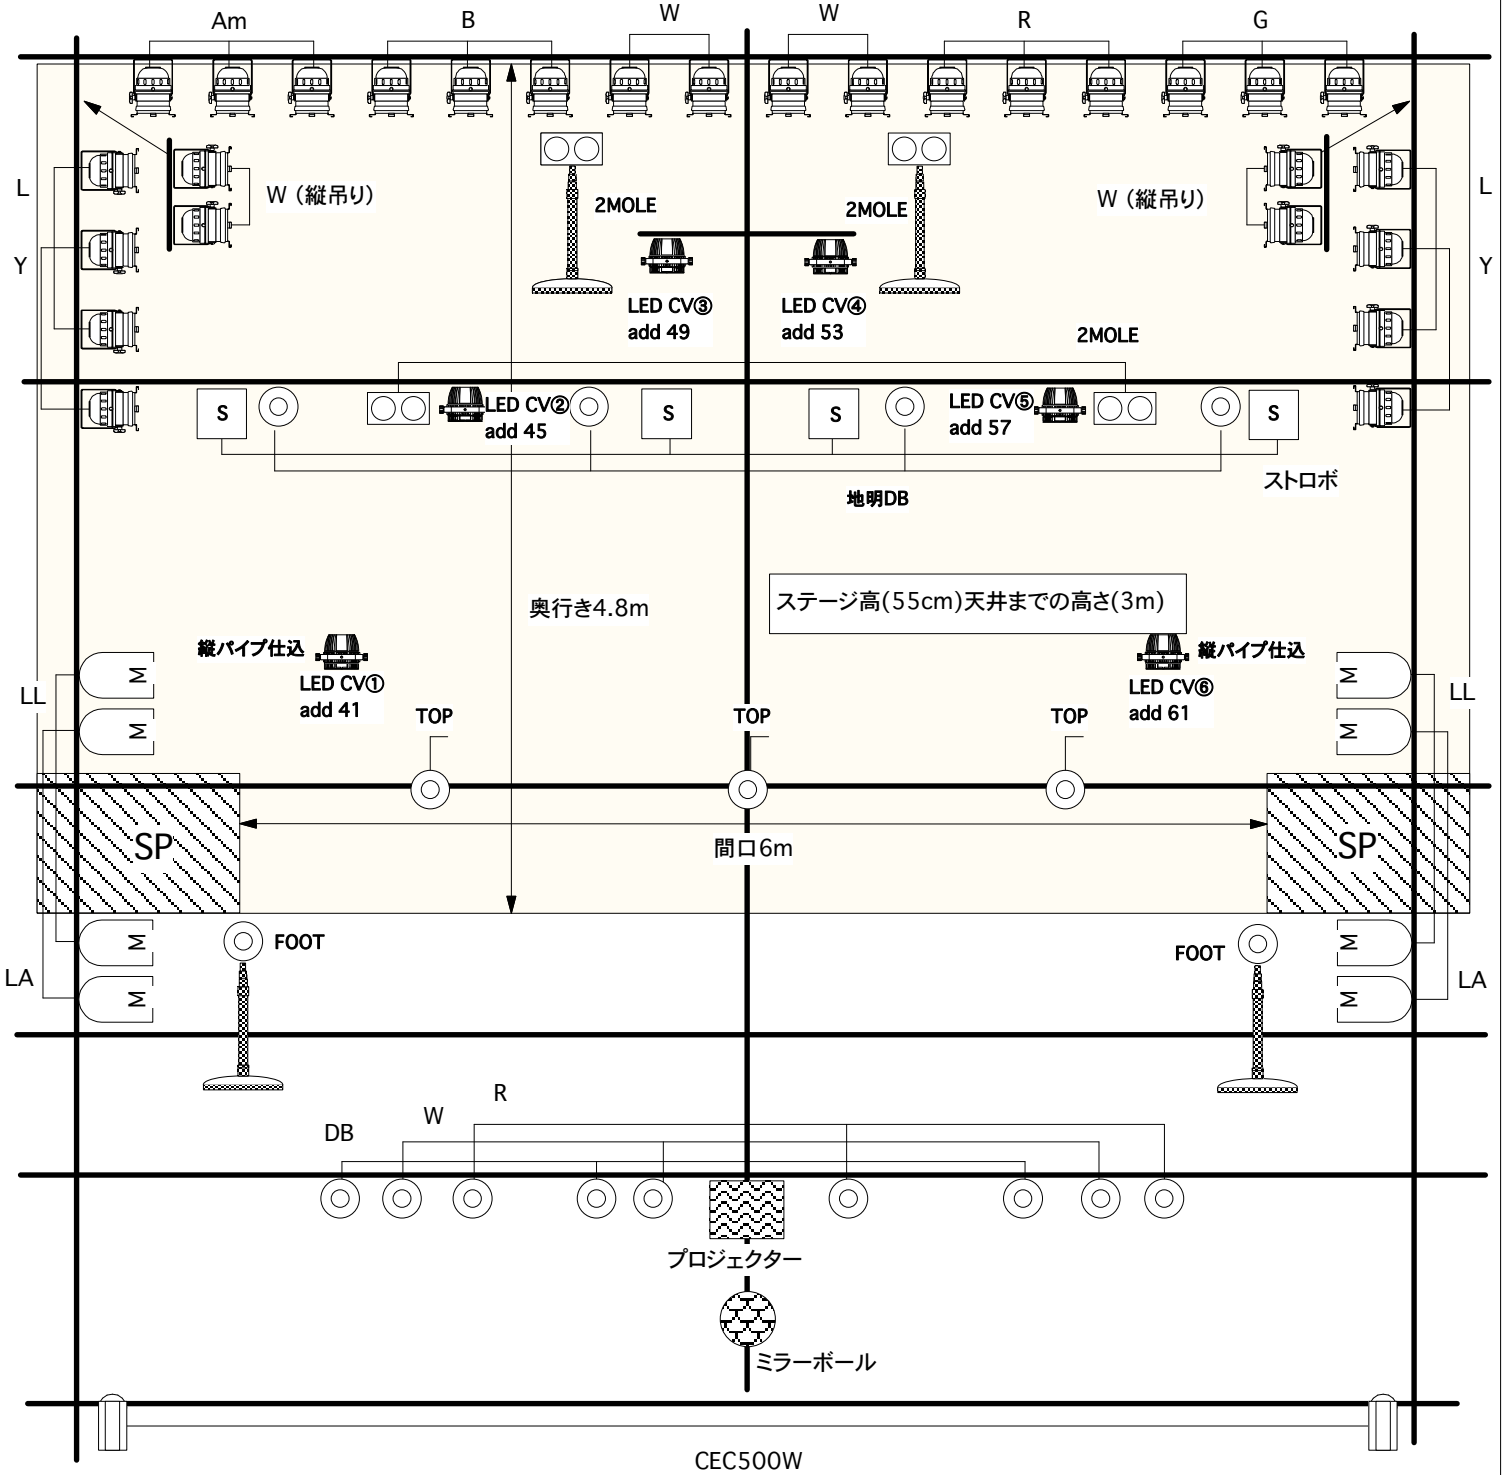 Am
B
W
W
R
G
L
W（縦吊り）
2MOLE
2MOLE
W（縦吊り）
L
Y
Y
LED CV③
add 49
LED CV④
add 53
2MOLE
S
LED CV②
add 45
S
S
LED CV⑤
add 57
S
ストロボ
地明DB
奥行き4.8m
ステージ高(55cm)天井までの高さ(3m)
縦パイプ仕込
縦パイプ仕込
M
LED CV①
add 41
LED CV⑥
add 61
M
LL
LL
M
TOP
TOP
TOP
M
SP
間口6m
SP
M
FOOT
FOOT
M
LA
M
M
LA
R
W
DB
プロジェクター
ミラーボール
CEC500W